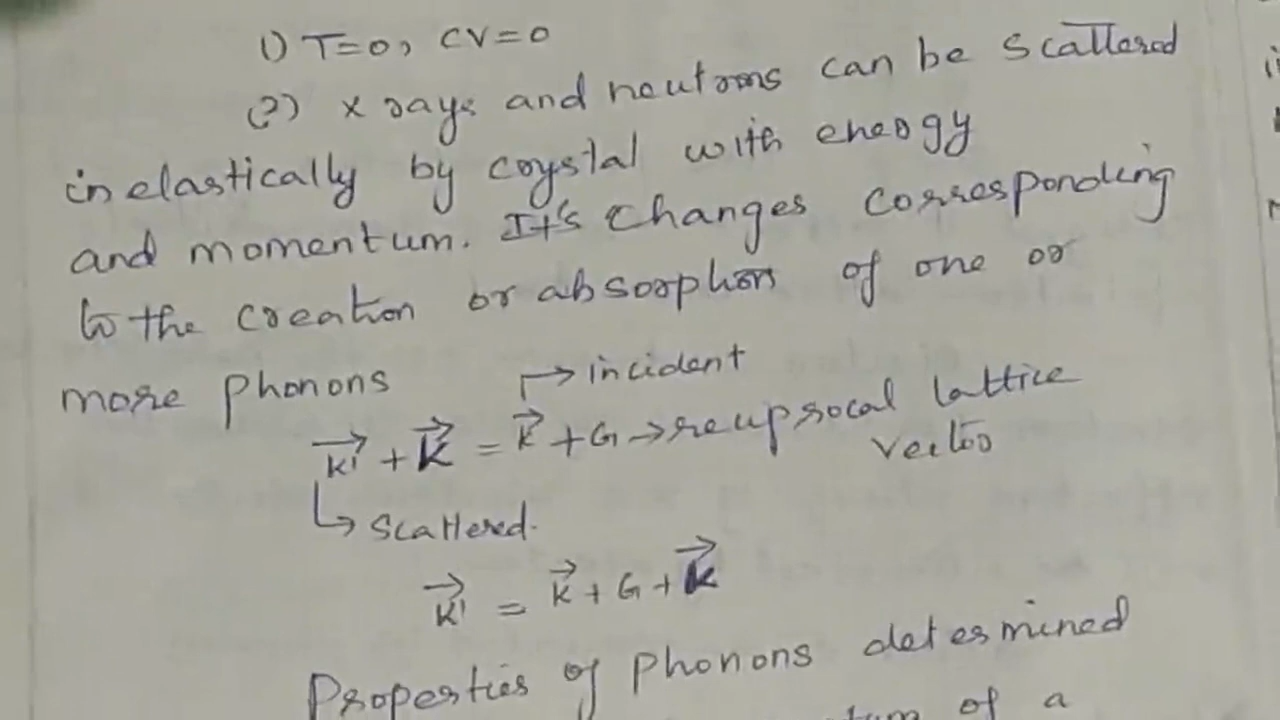 1) T=0, CV=0
(2) x rays and neutrons can be scattered
inelastically by crystal with energy
and momentum. It's changes corresponding
to the creation or absorption of one or
more phonons
→ incident
K' + K = K + G → reciprocal lattice
vector
↳ scattered.
K' = K + G + K
Properties of phonons determined
of a